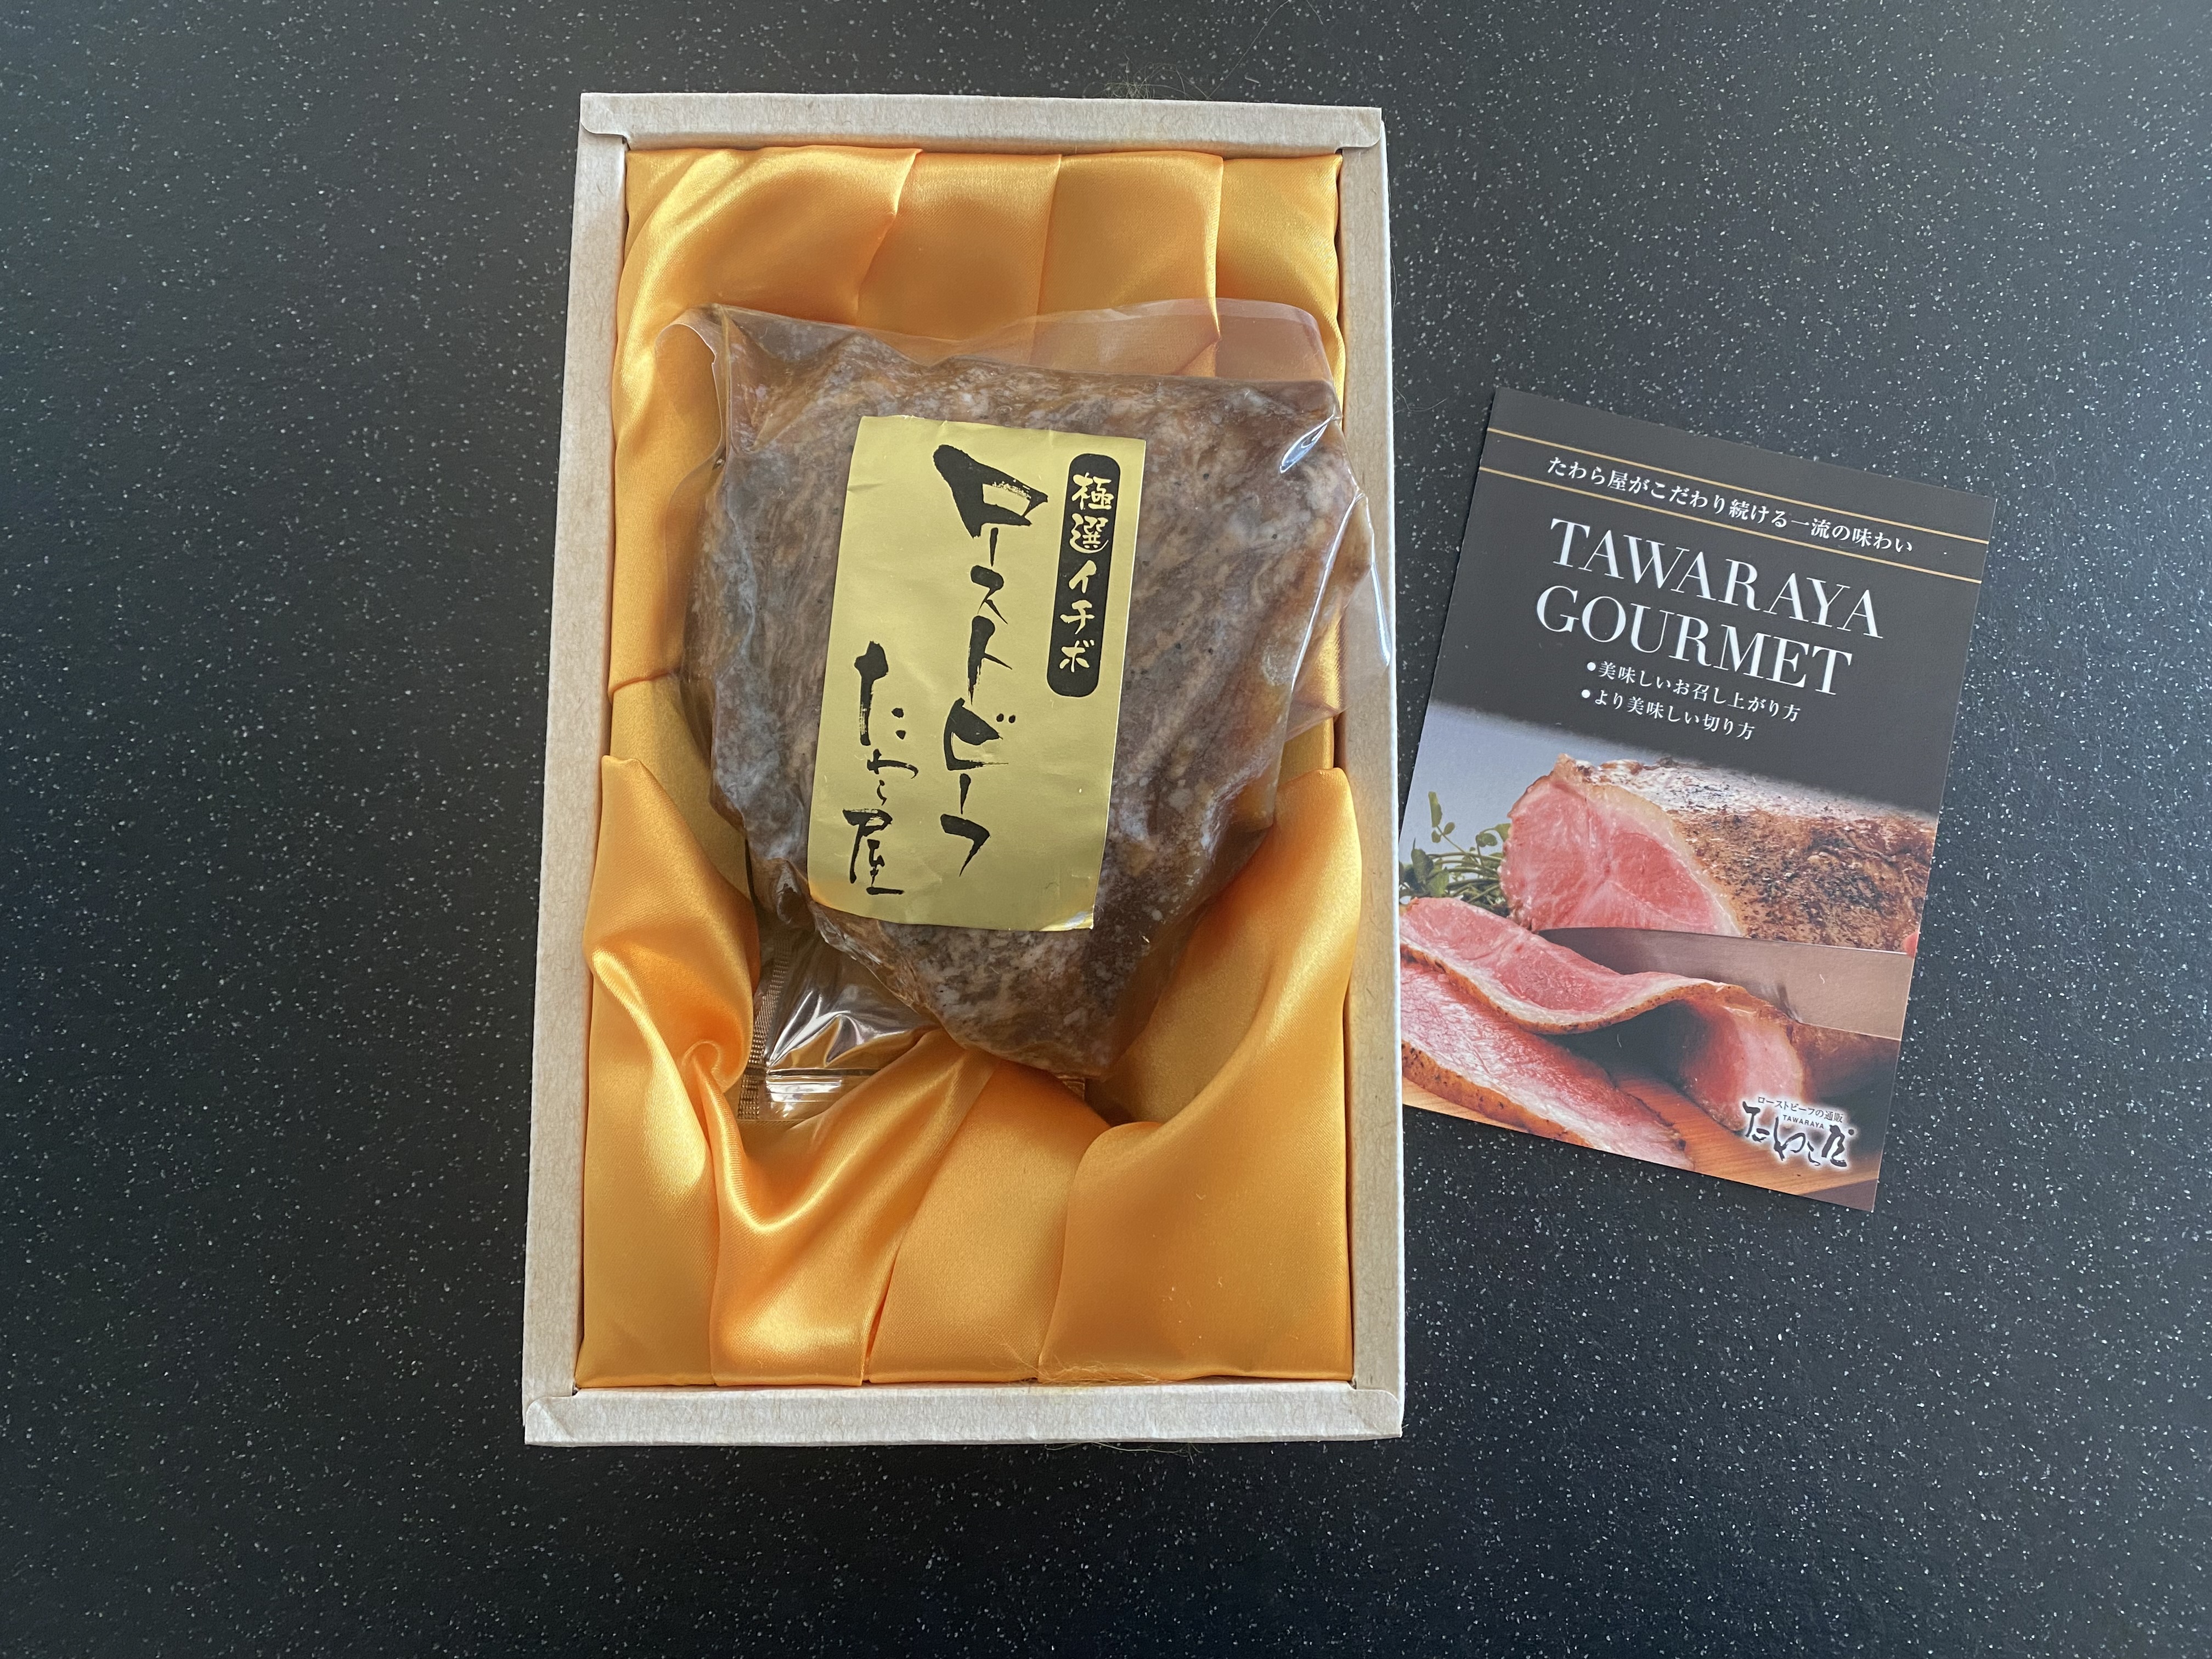 極選イチボ
ローストビーフ
たわら屋
たわら屋がこだわり続ける一流の味わい
TAWARAYA
GOURMET
●美味しいお召し上がり方
●より美味しい切り方
ローストビーフの通販
TAWARAYA
たわら屋